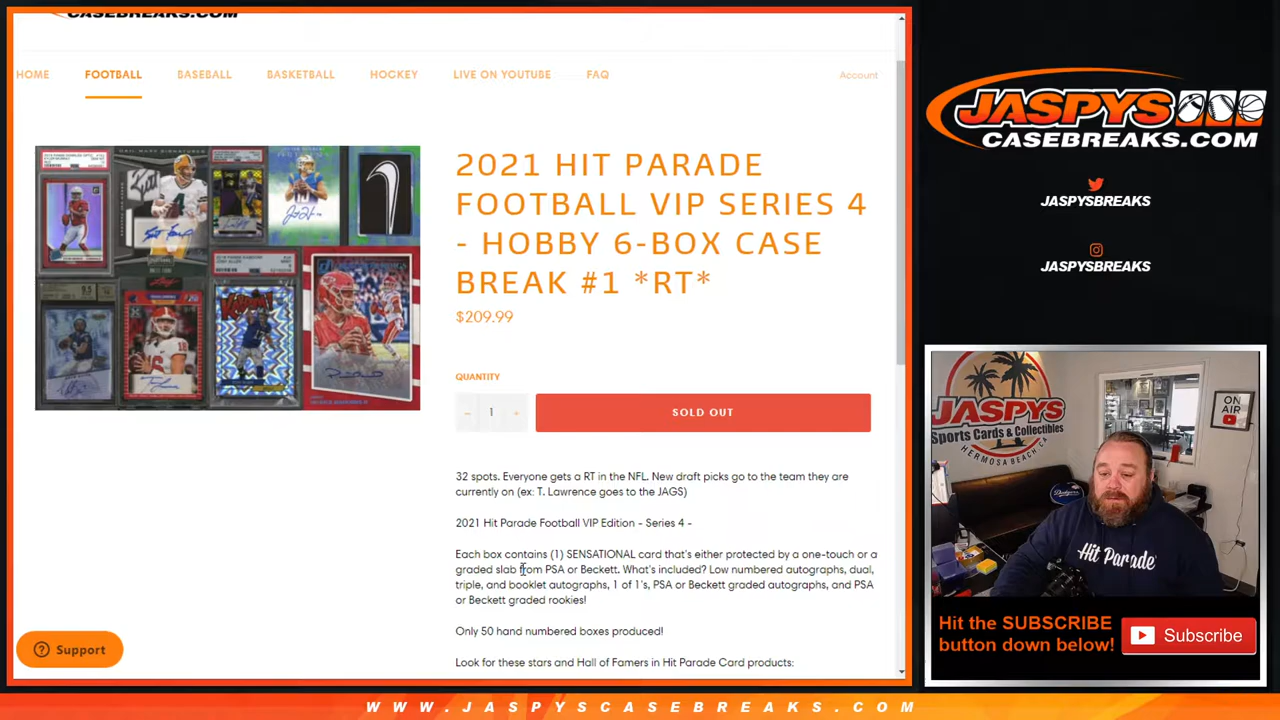 CASEBREAKS.COM
HOME FOOTBALL BASEBALL BASKETBALL HOCKEY LIVE ON YOUTUBE FAQ Account
2021 HIT PARADE
FOOTBALL VIP SERIES 4
- HOBBY 6-BOX CASE
BREAK #1 *RT*
$209.99
QUANTITY
- 1 +
SOLD OUT
32 spots. Everyone gets a RT in the NFL. New draft picks go to the team they are
currently on (ex: T. Lawrence goes to the JAGS)
2021 Hit Parade Football VIP Edition - Series 4 -
Each box contains (1) SENSATIONAL card that's either protected by a one-touch or a
graded slab from PSA or Beckett. What's included? Low numbered autographs, dual,
triple, and booklet autographs, 1 of 1's, PSA or Beckett graded autographs, and PSA
or Beckett graded rookies!
Only 50 hand numbered boxes produced!
Look for these stars and Hall of Famers in Hit Parade Card products:
Support
JASPYS
CASEBREAKS.COM
JASPYSBREAKS
JASPYSBREAKS
JASPYS
Sports Cards & Collectibles
HERMOSA BEACH, CA
ON
AIR
Dodgers
Hit Parade
Hit the SUBSCRIBE
button down below!
Subscribe
WWW.JASPYSCASEBREAKS.COM